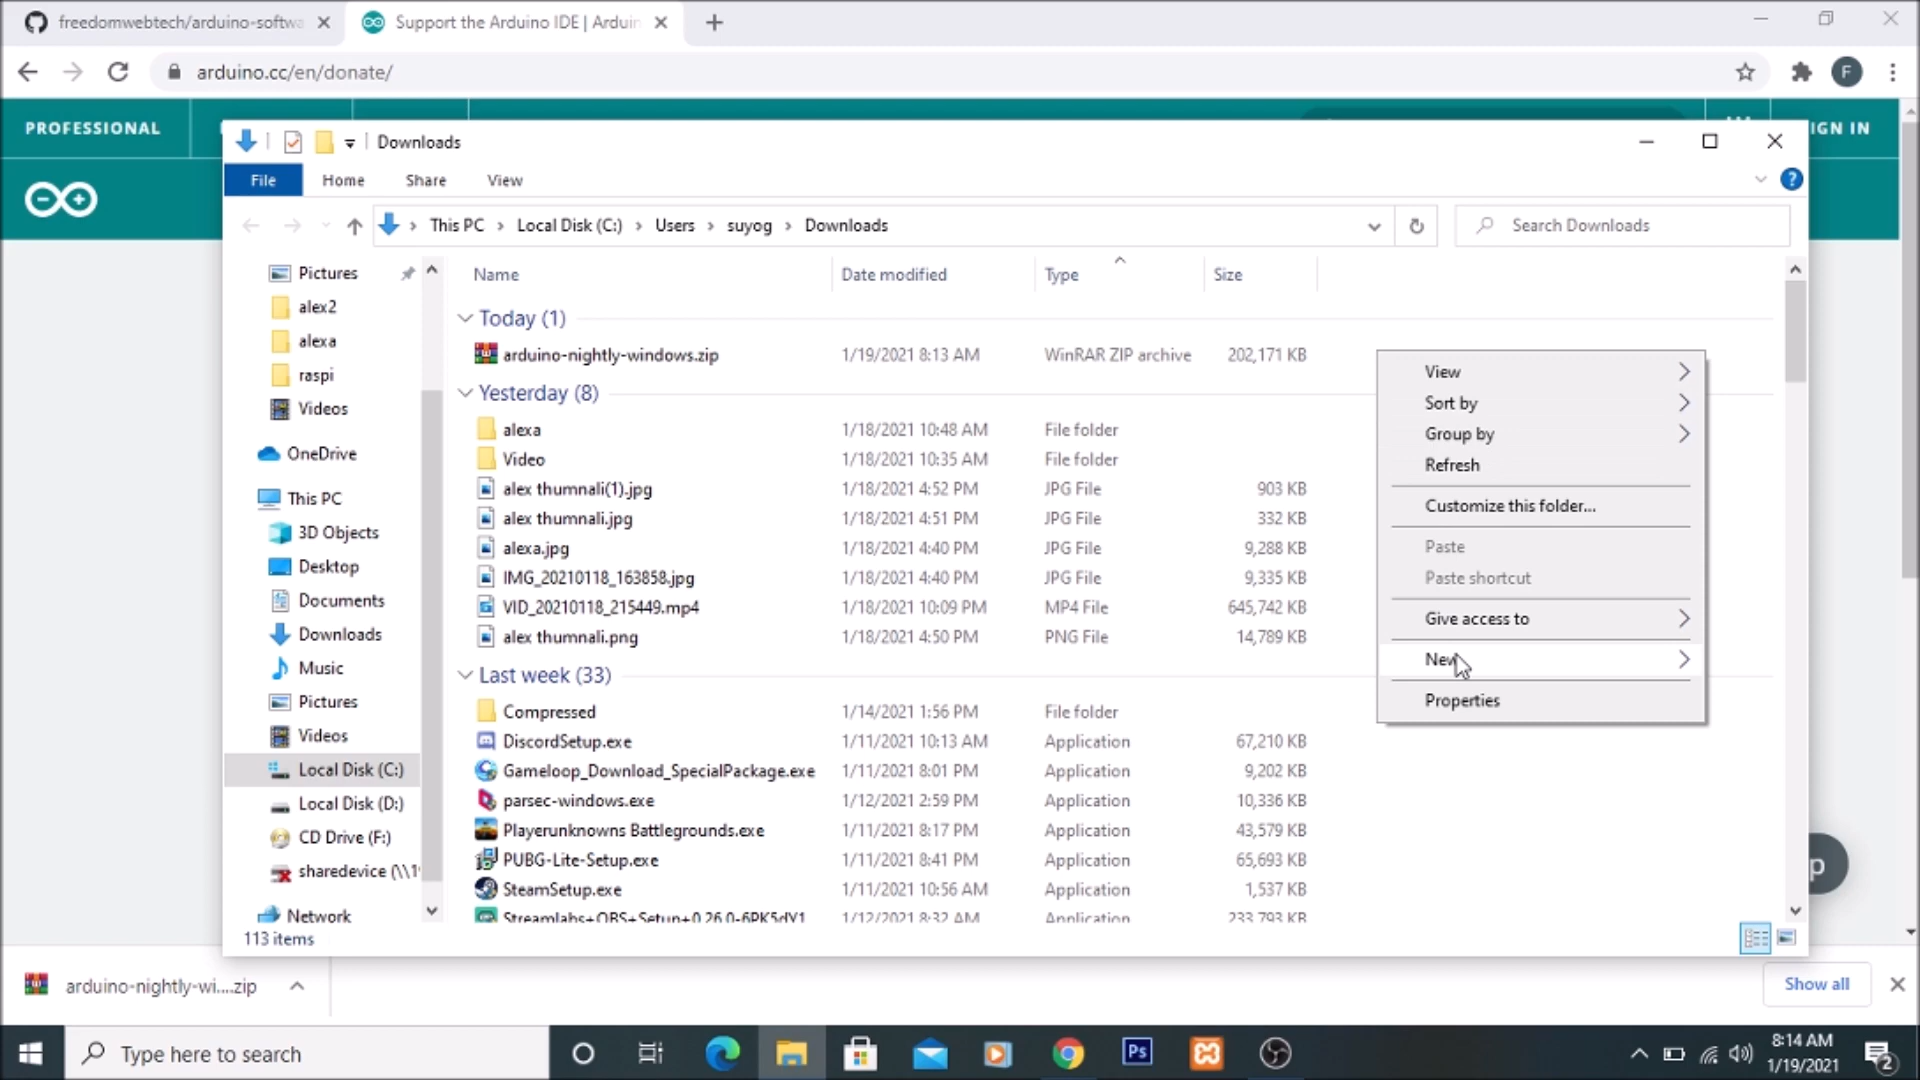 freedomwebtech/arduino-softwa
Support the Arduino IDE | Arduin
arduino.cc/en/donate/
F
PROFESSIONAL
IGN IN
Downloads
File
Home
Share
View
This PC
Local Disk (C:)
Users
suyog
Downloads
Search Downloads
Pictures
alex2
alexa
raspi
Videos
OneDrive
This PC
3D Objects
Desktop
Documents
Downloads
Music
Pictures
Videos
Local Disk (C:)
Local Disk (D:)
CD Drive (F:)
sharedevice (\\1
Network
Name Date modified Type Size
Today (1)
arduino-nightly-windows.zip 1/19/2021 8:13 AM WinRAR ZIP archive 202,171 KB
Yesterday (8)
alexa 1/18/2021 10:48 AM File folder
Video 1/18/2021 10:35 AM File folder
alex thumnali(1).jpg 1/18/2021 4:52 PM JPG File 903 KB
alex thumnali.jpg 1/18/2021 4:51 PM JPG File 332 KB
alexa.jpg 1/18/2021 4:40 PM JPG File 9,288 KB
IMG_20210118_163858.jpg 1/18/2021 4:40 PM JPG File 9,335 KB
VID_20210118_215449.mp4 1/18/2021 10:09 PM MP4 File 645,742 KB
alex thumnali.png 1/18/2021 4:50 PM PNG File 14,789 KB
Last week (33)
Compressed 1/14/2021 1:56 PM File folder
DiscordSetup.exe 1/11/2021 10:13 AM Application 67,210 KB
Gameloop_Download_SpecialPackage.exe 1/11/2021 8:01 PM Application 9,202 KB
parsec-windows.exe 1/12/2021 2:59 PM Application 10,336 KB
Playerunknowns Battlegrounds.exe 1/11/2021 8:17 PM Application 43,579 KB
PUBG-Lite-Setup.exe 1/11/2021 8:41 PM Application 65,693 KB
SteamSetup.exe 1/11/2021 10:56 AM Application 1,537 KB
Streamlabs+OBS+Setup+0.26.0-6PK5dY1 1/12/2021 8:32 AM Application 233,793 KB
View
Sort by
Group by
Refresh
Customize this folder...
Paste
Paste shortcut
Give access to
New
Properties
113 items
p
arduino-nightly-wi....zip
Show all
Type here to search
Ps
8:14 AM
1/19/2021
2